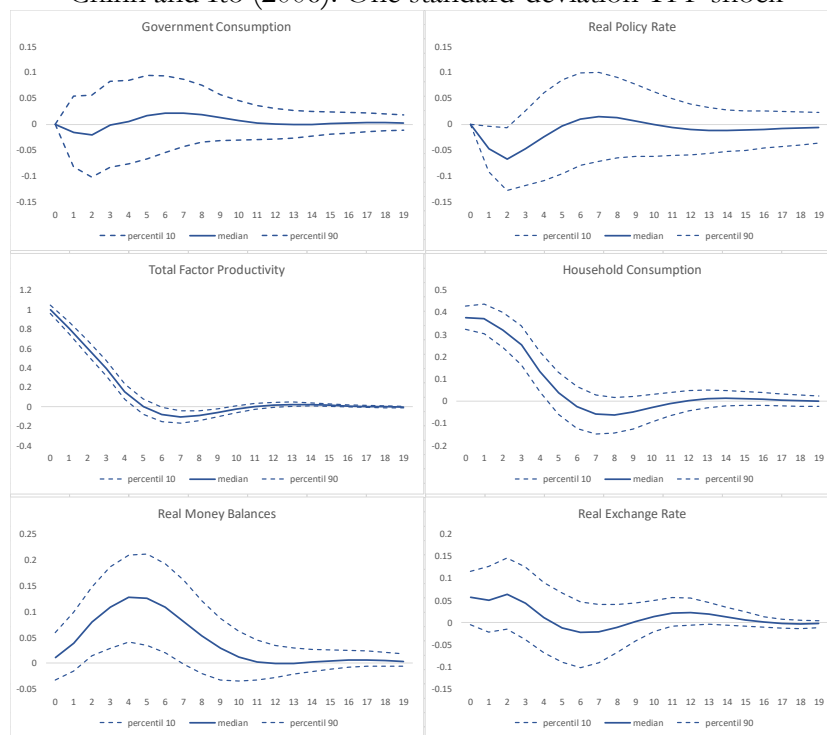 Chinn and Ito (2006). One standard deviation TFP shock
Government Consumption
0.15
0.1
0.05
0
-0.05
-0.1
-0.15
0 1 2 3 4 5 6 7 8 9 10 11 12 13 14 15 16 17 18 19
percentil 10 median percentil 90
Real Policy Rate
0.15
0.1
0.05
0
-0.05
-0.1
-0.15
0 1 2 3 4 5 6 7 8 9 10 11 12 13 14 15 16 17 18 19
percentil 10 median percentil 90
Total Factor Productivity
1.2
1
0.8
0.6
0.4
0.2
0
-0.2
-0.4
0 1 2 3 4 5 6 7 8 9 10 11 12 13 14 15 16 17 18 19
percentil 10 median percentil 90
Household Consumption
0.5
0.4
0.3
0.2
0.1
0
-0.1
-0.2
0 1 2 3 4 5 6 7 8 9 10 11 12 13 14 15 16 17 18 19
percentil 10 median percentil 90
Real Money Balances
0.25
0.2
0.15
0.1
0.05
0
-0.05
0 1 2 3 4 5 6 7 8 9 10 11 12 13 14 15 16 17 18 19
percentil 10 median percentil 90
Real Exchange Rate
0.2
0.15
0.1
0.05
0
-0.05
-0.1
-0.15
0 1 2 3 4 5 6 7 8 9 10 11 12 13 14 15 16 17 18 19
percentil 10 median percentil 90